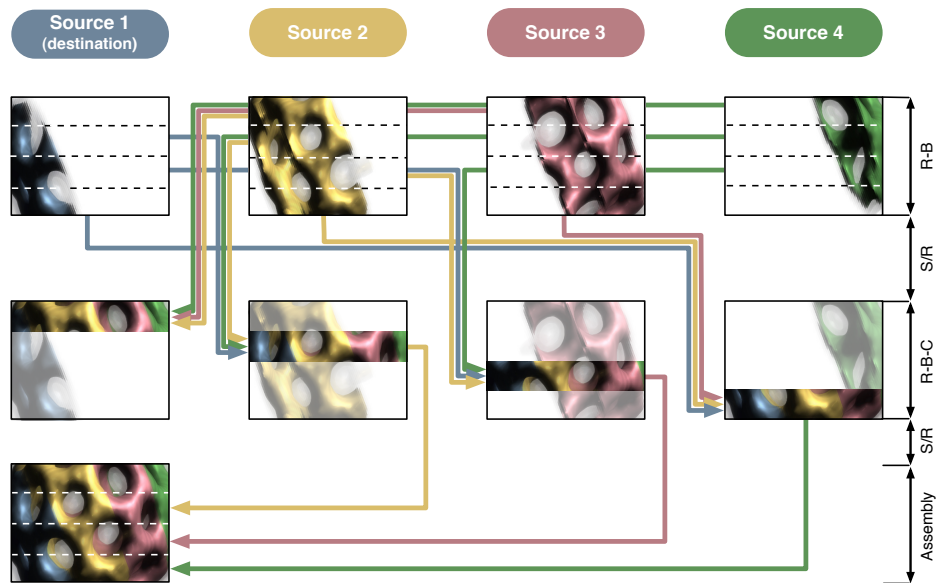 Source 1
(destination)
Source 2
Source 3
Source 4
R-B
S/R
R-B-C
S/R
Assembly